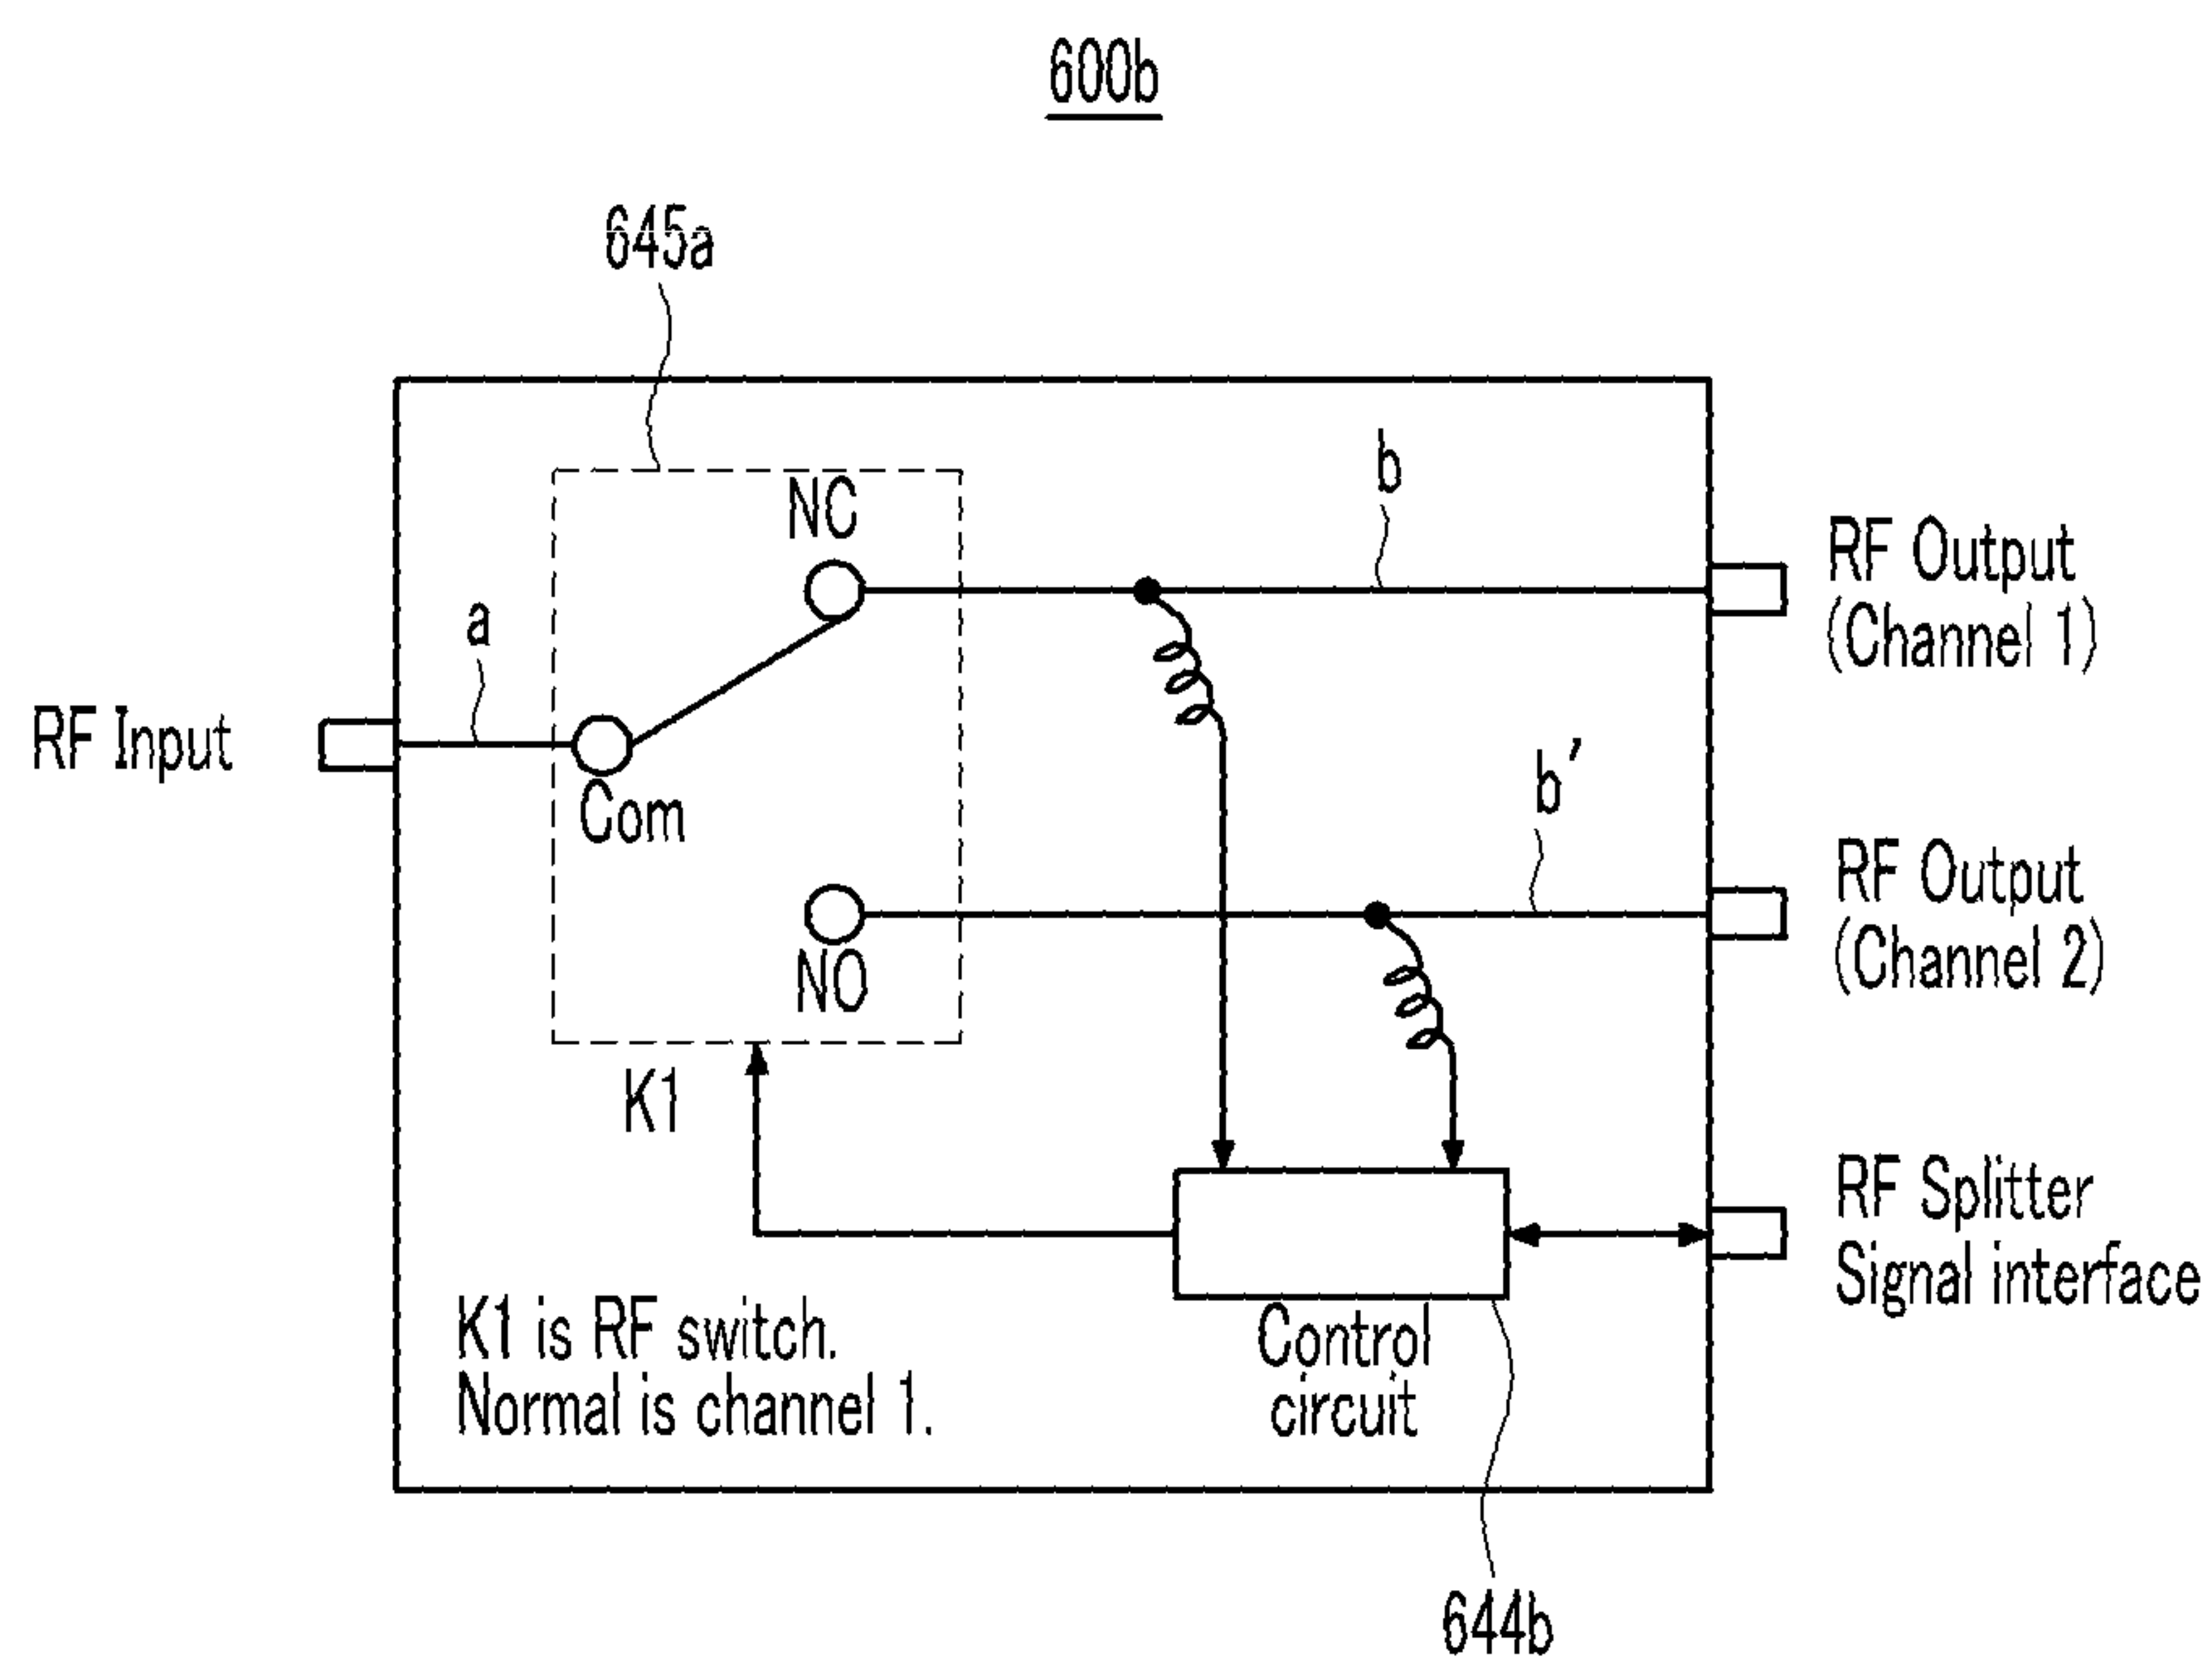 600b
645a
NC
b
RF Output
(Channel 1)
a
RF Input
Com
b'
RF Output
(Channel 2)
NO
K1
RF Splitter
Signal interface
K1 is RF switch.
Normal is channel 1.
Control
circuit
644b